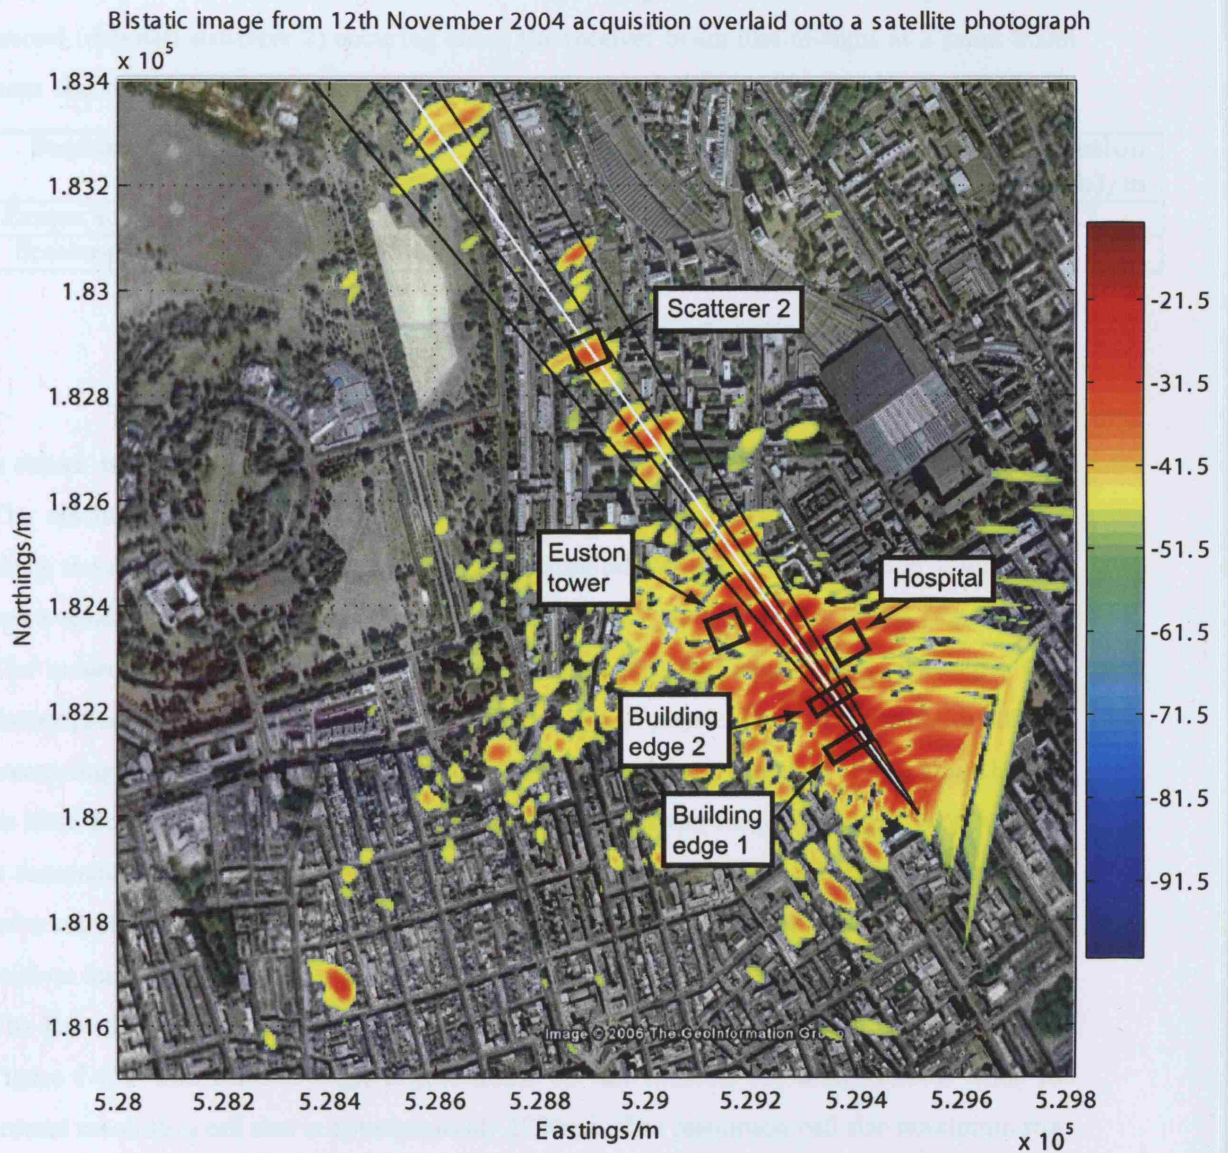 Bistatic image from 12th November 2004 acquisition overlaid onto a satellite photograph
x 10⁵
1.834
1.832
1.83
1.828
1.826
1.824
1.822
1.82
1.818
1.816
Northings/m
Scatterer 2
Euston
tower
Hospital
Building
edge 2
Building
edge 1
-21.5
-31.5
-41.5
-51.5
-61.5
-71.5
-81.5
-91.5
Image © 2006 The GeoInformation Group
5.28 5.282 5.284 5.286 5.288 5.29 5.292 5.294 5.296 5.298
Eastings/m
x 10⁵